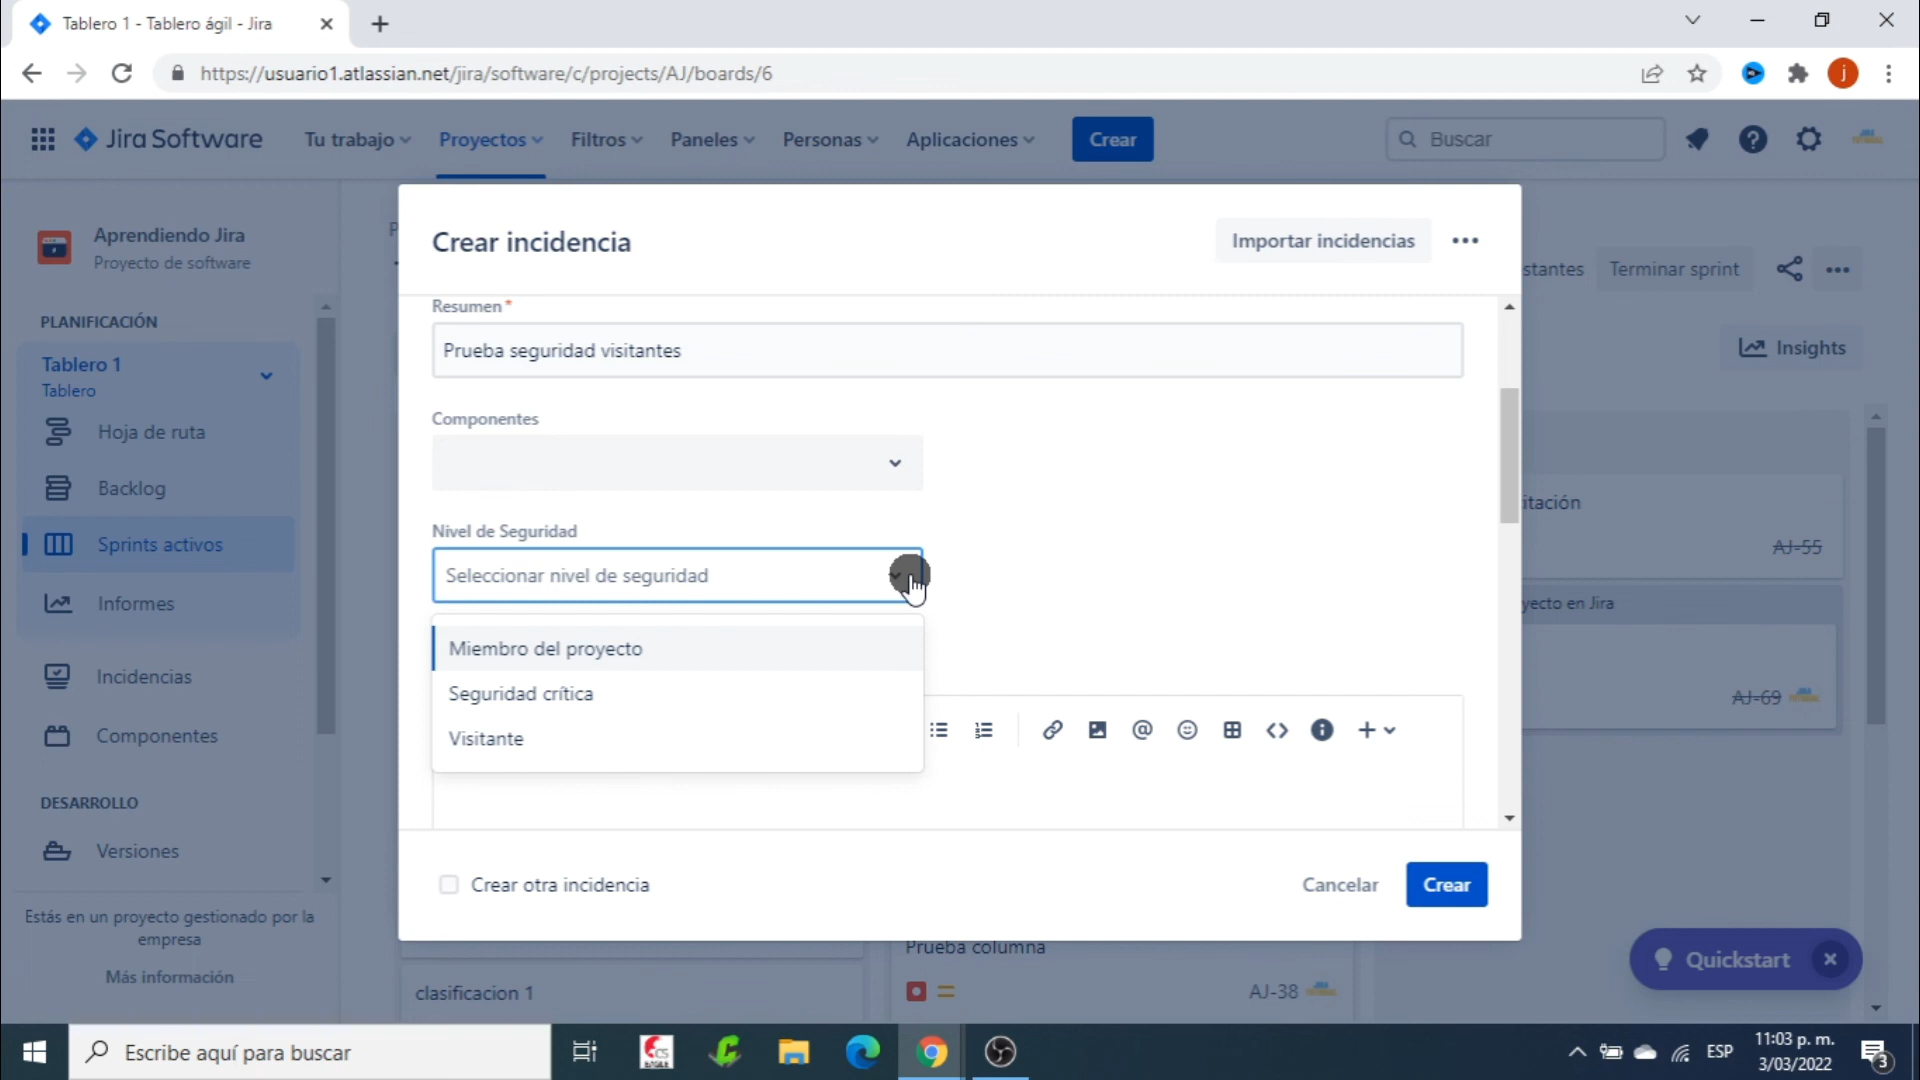 Tablero 1 - Tablero ágil - Jira
https://usuario1.atlassian.net/jira/software/c/projects/AJ/boards/6
j
Jira Software
Tu trabajo
Proyectos
Filtros
Paneles
Personas
Aplicaciones
Crear
Buscar
Aprendiendo Jira
Proyecto de software
PLANIFICACIÓN
Tablero 1
Tablero
Hoja de ruta
Backlog
Sprints activos
Informes
Incidencias
Componentes
DESARROLLO
Versiones
Estás en un proyecto gestionado por la
empresa
Más información
Crear incidencia
Importar incidencias
Resumen*
Prueba seguridad visitantes
Componentes
Nivel de Seguridad
Seleccionar nivel de seguridad
Miembro del proyecto
Seguridad crítica
Visitante
Crear otra incidencia
Cancelar
Crear
stantes
Terminar sprint
Insights
itación
AJ-55
yecto en Jira
AJ-69
Prueba columna
clasificacion 1
AJ-38
Quickstart
Escribe aquí para buscar
EAGLE
ESP
11:03 p. m.
3/03/2022
3